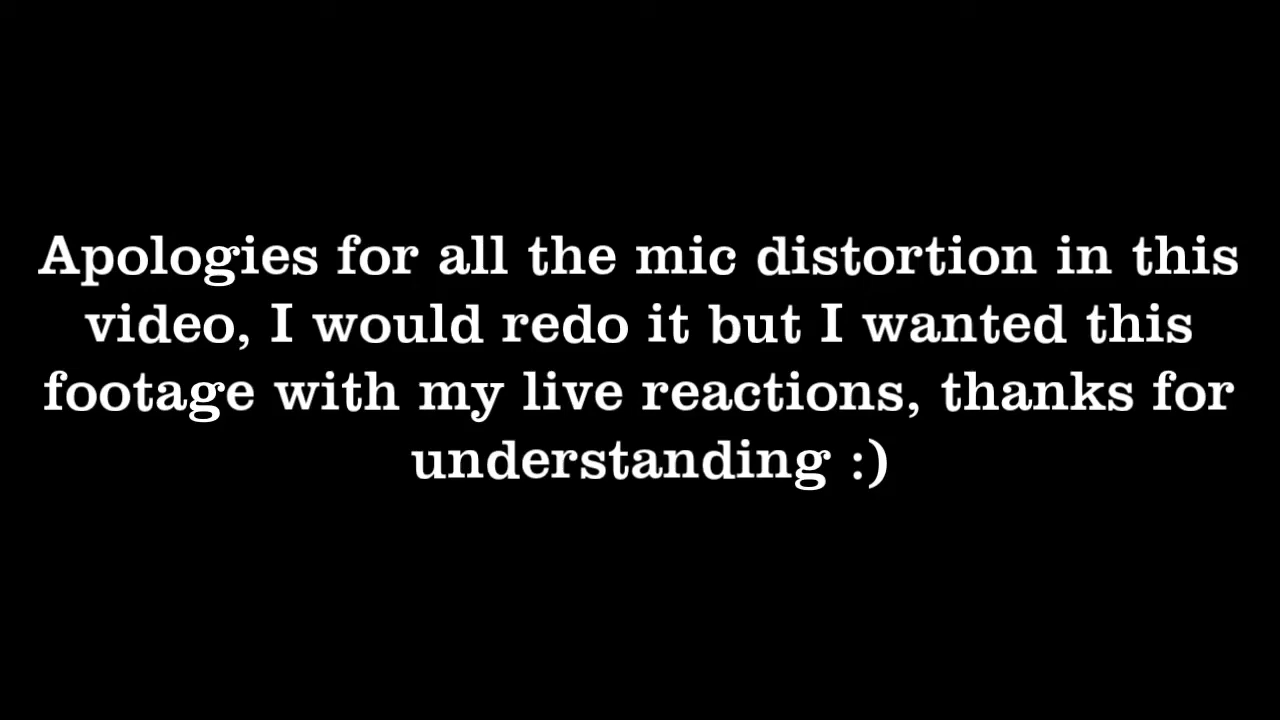 Apologies for all the mic distortion in this
video, I would redo it but I wanted this
footage with my live reactions, thanks for
understanding :)